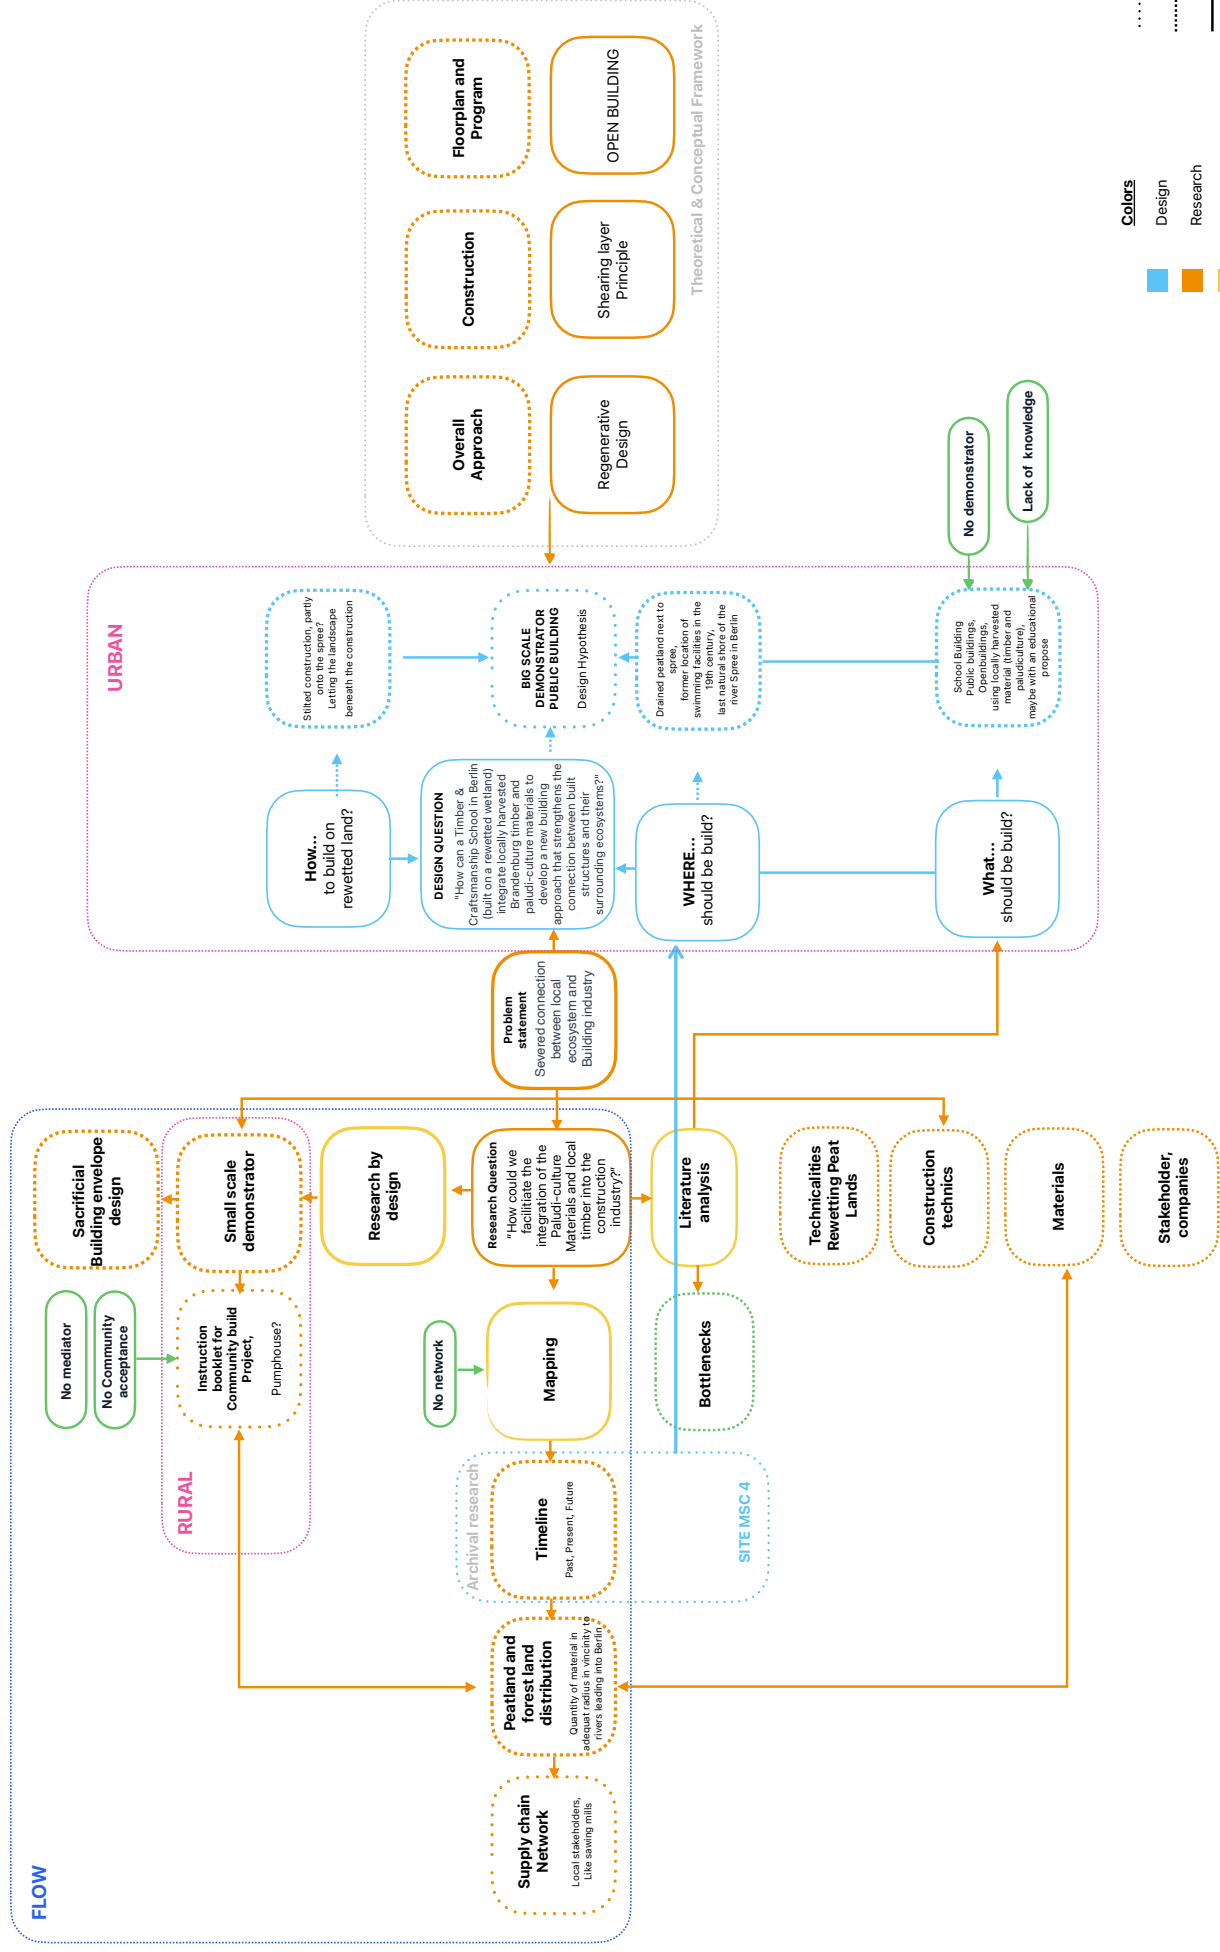 FLOW
Sacrificial
Building envelope
design
No mediator
No Community
acceptance
RURAL
Small scale
demonstrator
Instruction
booklet for
Community build
Project,
Pumphouse?
Research by
design
Research Question
"How could we
facilitate the
integration of the
Paludi-culture
Materials and local
timber into the
construction
industry?"
No network
Mapping
Archival research
Timeline
Past, Present, Future
SITE MSC 4
Peatland and
forest land
distribution
Quantity of material in
adequat radius in vincinity to
rivers leading into Berlin
Supply chain
Network
Local stakeholders,
Like sawing mills
Literature
analysis
Bottlenecks
Technicalities
Rewetting Peat
Lands
Construction
technics
Materials
Stakeholder,
companies
Problem
statement
Severed connection
between local
ecosystem and
Building industry
URBAN
How...
to build on
rewetted land?
Stilted construction, partly
onto the spree?
Letting the landscape
beneath the construction
DESIGN QUESTION
"How can a Timber &
Craftsmanship School in Berlin
(built on a rewetted wetland)
integrate locally harvested
Brandenburg timber and
paludi-culture materials to
develop a new building
approach that strengthens the
connection between built
structures and their
surrounding ecosystems?"
BIG SCALE
DEMONSTRATOR
PUBLIC BUILDING
Design Hypothesis
WHERE...
should be build?
Drained peatland next to
spree,
former location of
swimming facilities in the
19th century,
last natural shore of the
river Spree in Berlin
What...
should be build?
School Building
Public buildings,
Openbuildings,
using locally harvested
material (timber and
paludiculture),
maybe with an educational
propose
No demonstrator
Lack of knowledge
Overall
Approach
Construction
Floorplan and
Program
Regenerative
Design
Shearing layer
Principle
OPEN BUILDING
Theoretical & Conceptual Framework
Colors
Design
Research